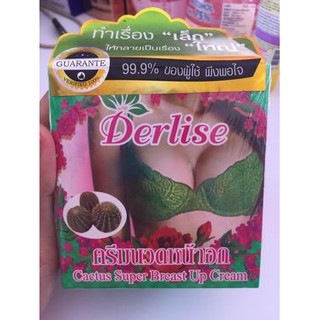 ทำเรื่อง "เล็ก"
ให้กลายเป็นเรื่อง "ใหญ่"
GUARANTE
99.9% ของผู้ใช้ พึงพอใจ
Derlise
ครีมนวดหน้าอก
Cactus Super Breast Up Cream